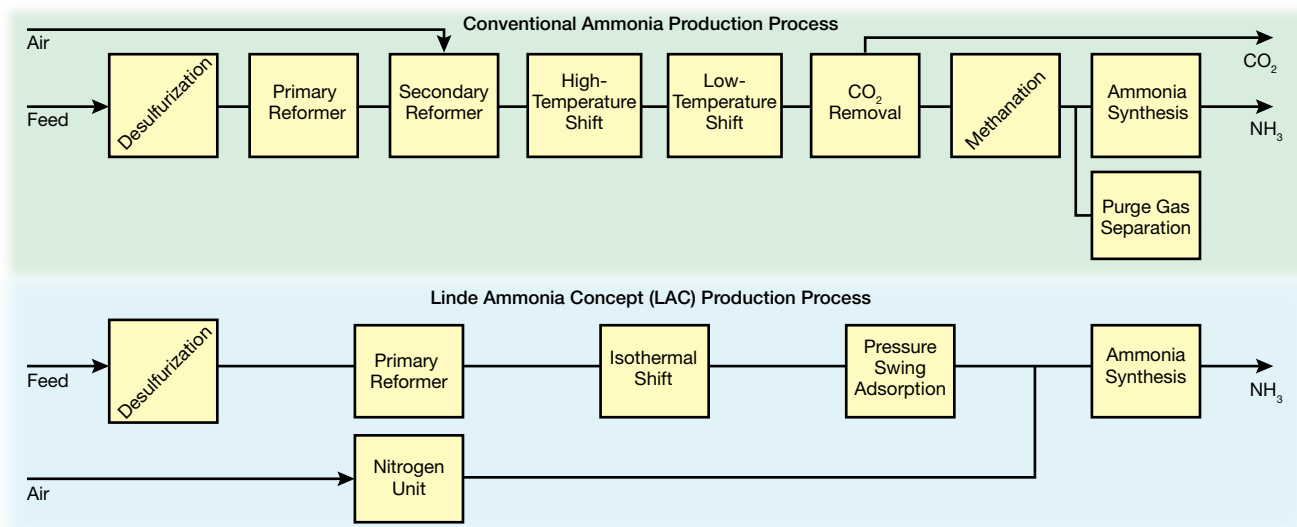 Conventional Ammonia Production Process
Air
CO₂
Feed
Desulfurization
Primary
Reformer
Secondary
Reformer
High-
Temperature
Shift
Low-
Temperature
Shift
CO₂
Removal
Methanation
Ammonia
Synthesis
NH₃
Purge Gas
Separation
Linde Ammonia Concept (LAC) Production Process
Feed
Desulfurization
Primary
Reformer
Isothermal
Shift
Pressure
Swing
Adsorption
Ammonia
Synthesis
NH₃
Air
Nitrogen
Unit